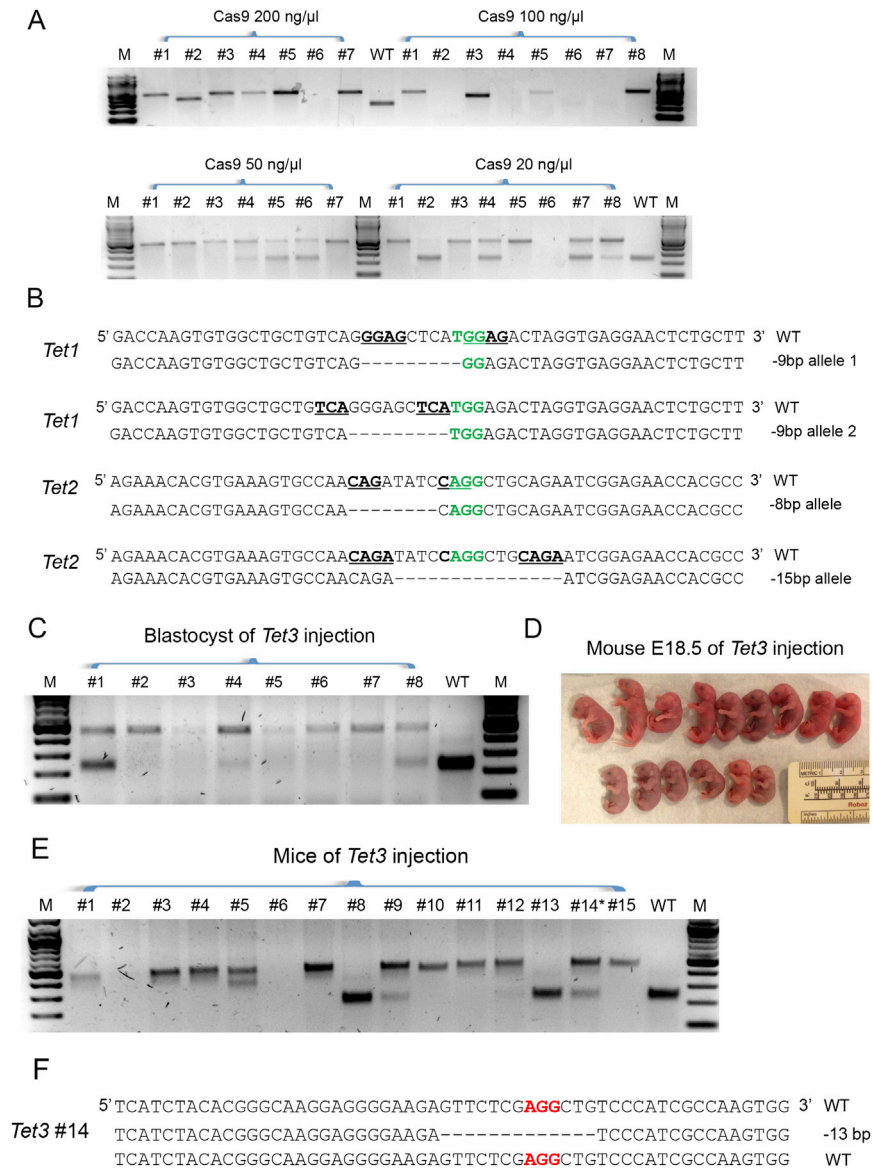 A
Cas9 200 ng/µl Cas9 100 ng/µl
M #1 #2 #3 #4 #5 #6 #7 WT #1 #2 #3 #4 #5 #6 #7 #8 M
Cas9 50 ng/µl Cas9 20 ng/µl
M #1 #2 #3 #4 #5 #6 #7 M #1 #2 #3 #4 #5 #6 #7 #8 WT M
B
Tet1 5’ GACCAAGTGTGGCTGCTGTCAGGGAGCTCATGGAGACTAGGTGAGGAACTCTGCTT 3’ WT
GACCAAGTGTGGCTGCTGTCAG---------GGAGACTAGGTGAGGAACTCTGCTT -9bp allele 1
Tet1 5’ GACCAAGTGTGGCTGCTGTCAGGGAGCTCATGGAGACTAGGTGAGGAACTCTGCTT 3’ WT
GACCAAGTGTGGCTGCTGTCA---------TGGAGACTAGGTGAGGAACTCTGCTT -9bp allele 2
Tet2 5’ AGAAACACGTGAAAGTGCCAACAGATATCCAGGCTGCAGAATCGGAGAACCACGCC 3’ WT
AGAAACACGTGAAAGTGCCAA--------CAGGCTGCAGAATCGGAGAACCACGCC -8bp allele
Tet2 5’ AGAAACACGTGAAAGTGCCAACAGATATCCAGGCTGCAGAATCGGAGAACCACGCC 3’ WT
AGAAACACGTGAAAGTGCCAACAGA---------------ATCGGAGAACCACGCC -15bp allele
C D
Blastocyst of Tet3 injection Mouse E18.5 of Tet3 injection
M #1 #2 #3 #4 #5 #6 #7 #8 WT M
METRIC 1
Roboz
E
Mice of Tet3 injection
M #1 #2 #3 #4 #5 #6 #7 #8 #9 #10 #11 #12 #13 #14* #15 WT M
F
5’ TCATCTACACGGGCAAGGAGGGGAAGAGTTCTCGAGGCTGTCCCATCGCCAAGTGG 3’ WT
Tet3 #14 TCATCTACACGGGCAAGGAGGGGAAGA-------------TCCCATCGCCAAGTGG -13 bp
TCATCTACACGGGCAAGGAGGGGAAGAGTTCTCGAGGCTGTCCCATCGCCAAGTGG WT